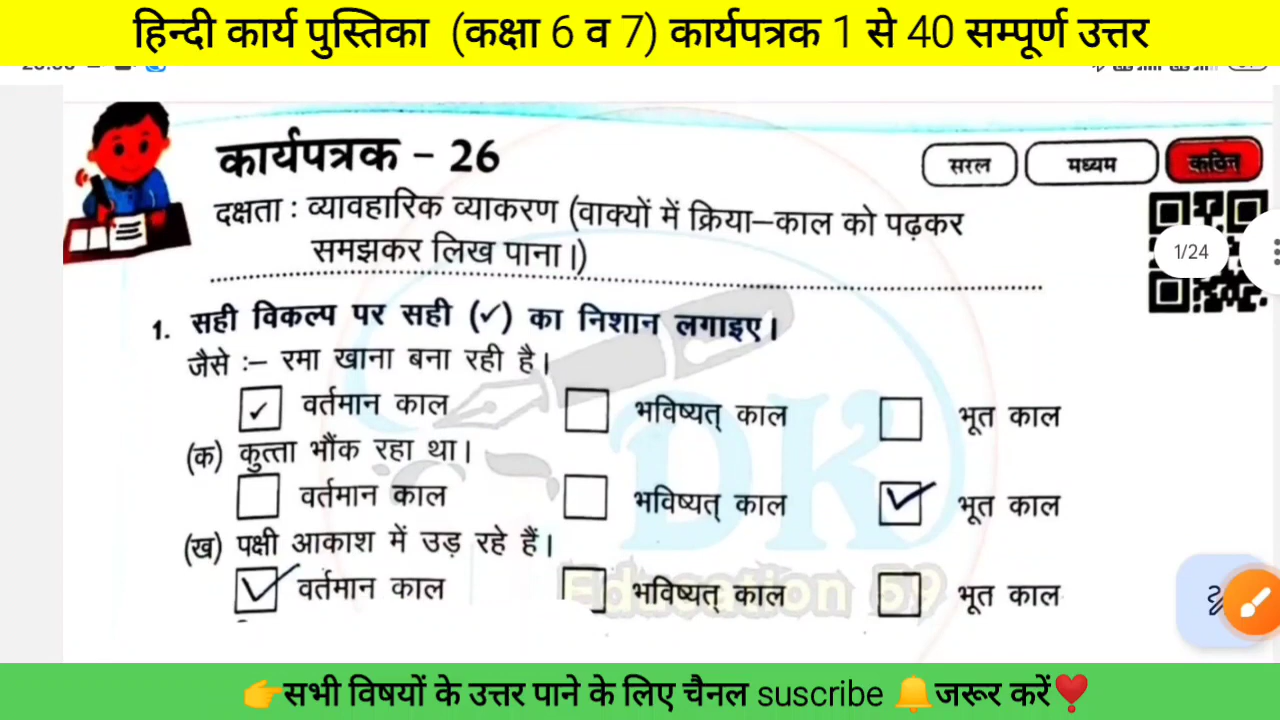 हिन्दी कार्य पुस्तिका (कक्षा 6 व 7) कार्यपत्रक 1 से 40 सम्पूर्ण उत्तर
कार्यपत्रक - 26
सरल
मध्यम
कठिन
दक्षता : व्यावहारिक व्याकरण (वाक्यों में क्रिया–काल को पढ़कर
समझकर लिख पाना।)
1/24
1. सही विकल्प पर सही (✓) का निशान लगाइए।
जैसे :– रमा खाना बना रही है।
✓ वर्तमान काल भविष्यत् काल भूत काल
(क) कुत्ता भौंक रहा था।
वर्तमान काल भविष्यत् काल ✓ भूत काल
(ख) पक्षी आकाश में उड़ रहे हैं।
✓ वर्तमान काल भविष्यत् काल भूत काल
DK
Education 59
👉सभी विषयों के उत्तर पाने के लिए चैनल suscribe 🔔जरूर करें❣️